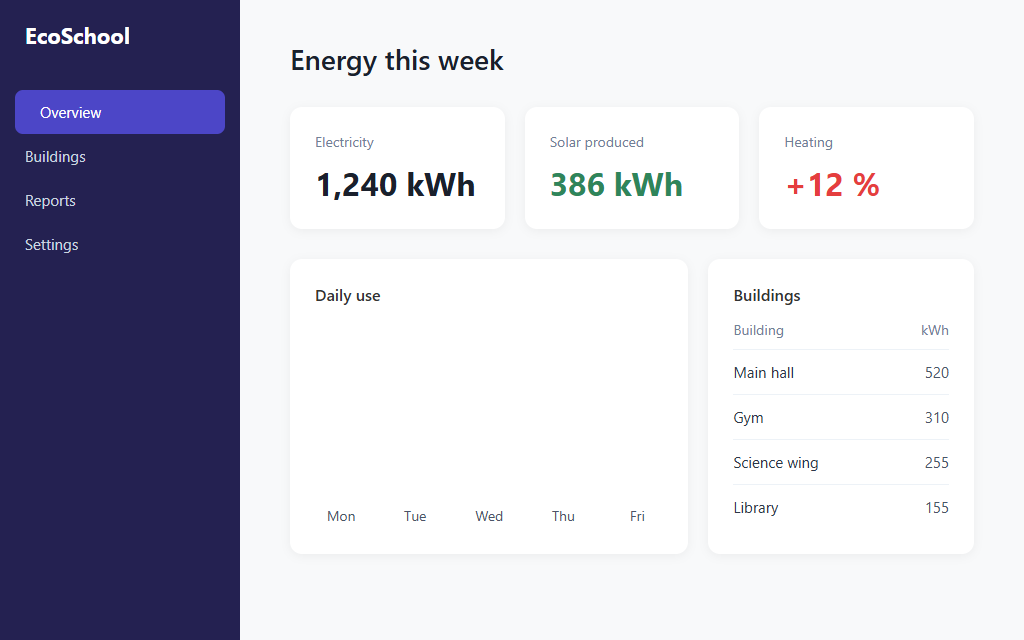 EcoSchool
Overview
Buildings
Reports
Settings
Energy this week
Electricity
1,240 kWh
Solar produced
386 kWh
Heating
+12 %
Daily use
Mon Tue Wed Thu Fri
Buildings
Building kWh
Main hall 520
Gym 310
Science wing 255
Library 155